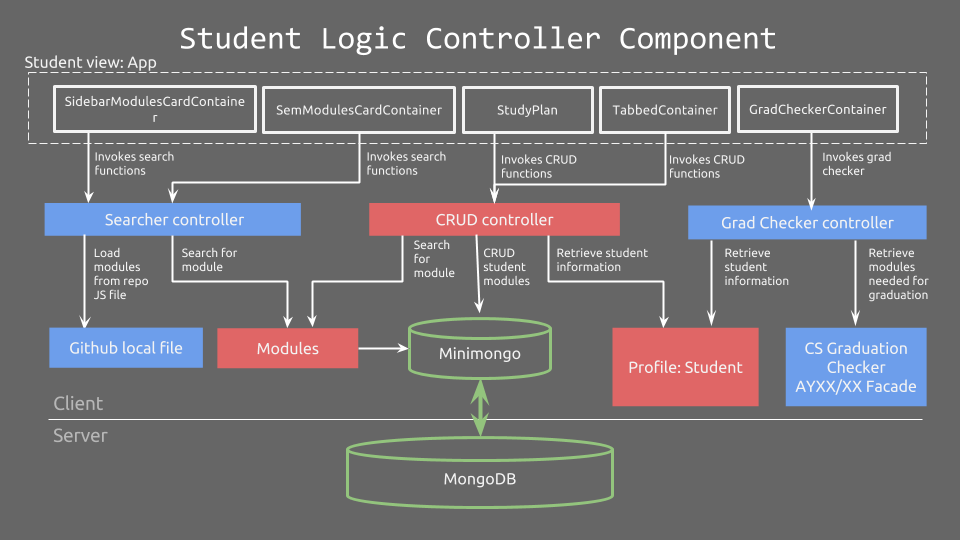 Student Logic Controller Component
Student view: App
SidebarModulesCardContaine
r
SemModulesCardContainer
StudyPlan
TabbedContainer
GradCheckerContainer
Invokes search
functions
Invokes search
functions
Invokes CRUD
functions
Invokes CRUD
functions
Invokes grad
checker
Searcher controller
CRUD controller
Grad Checker controller
Load
modules
from repo
JS file
Search for
module
Search
for
module
CRUD
student
modules
Retrieve student
information
Retrieve
student
information
Retrieve
modules
needed for
graduation
Github local file
Modules
Minimongo
Profile: Student
CS Graduation
Checker
AYXX/XX Facade
Client
Server
MongoDB